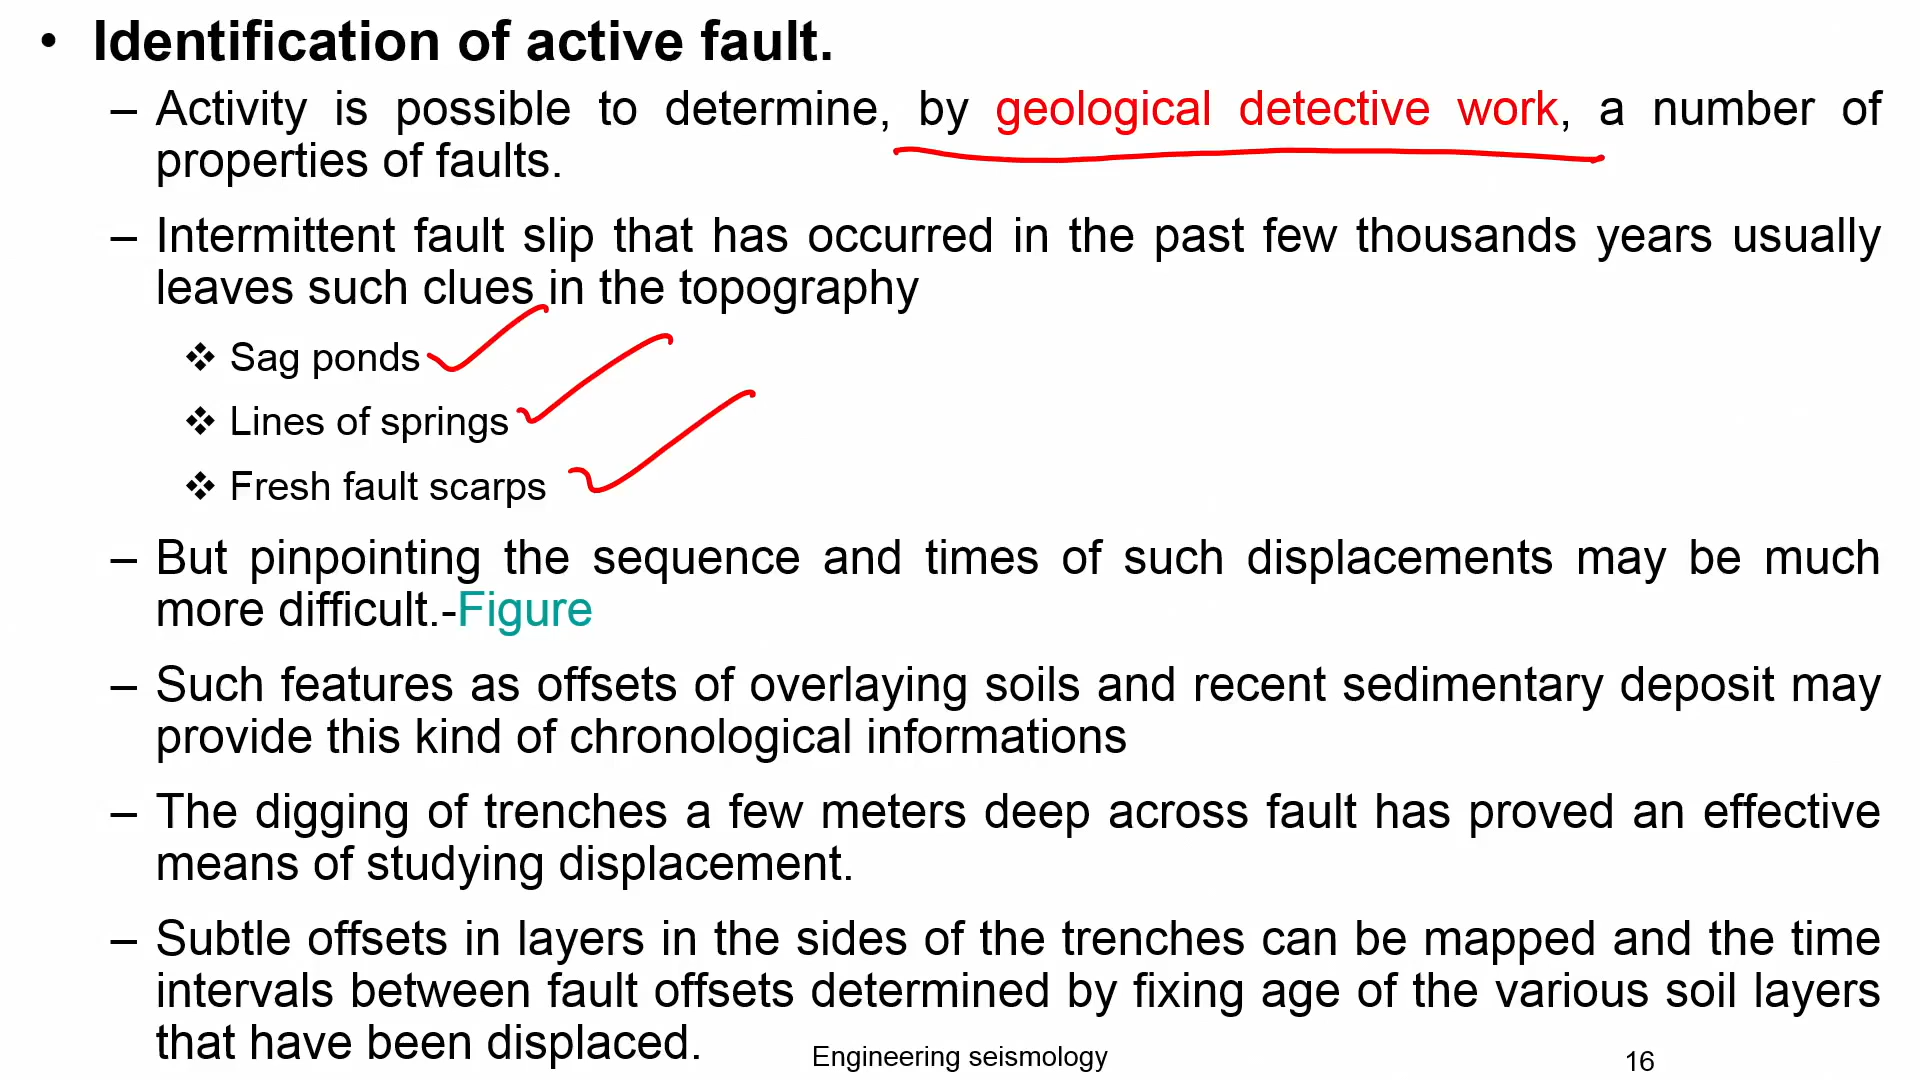 • Identification of active fault.
– Activity is possible to determine, by geological detective work, a number of
properties of faults.
– Intermittent fault slip that has occurred in the past few thousands years usually
leaves such clues in the topography
❖ Sag ponds
❖ Lines of springs
❖ Fresh fault scarps
– But pinpointing the sequence and times of such displacements may be much
more difficult.-Figure
– Such features as offsets of overlaying soils and recent sedimentary deposit may
provide this kind of chronological informations
– The digging of trenches a few meters deep across fault has proved an effective
means of studying displacement.
– Subtle offsets in layers in the sides of the trenches can be mapped and the time
intervals between fault offsets determined by fixing age of the various soil layers
that have been displaced.
Engineering seismology
16